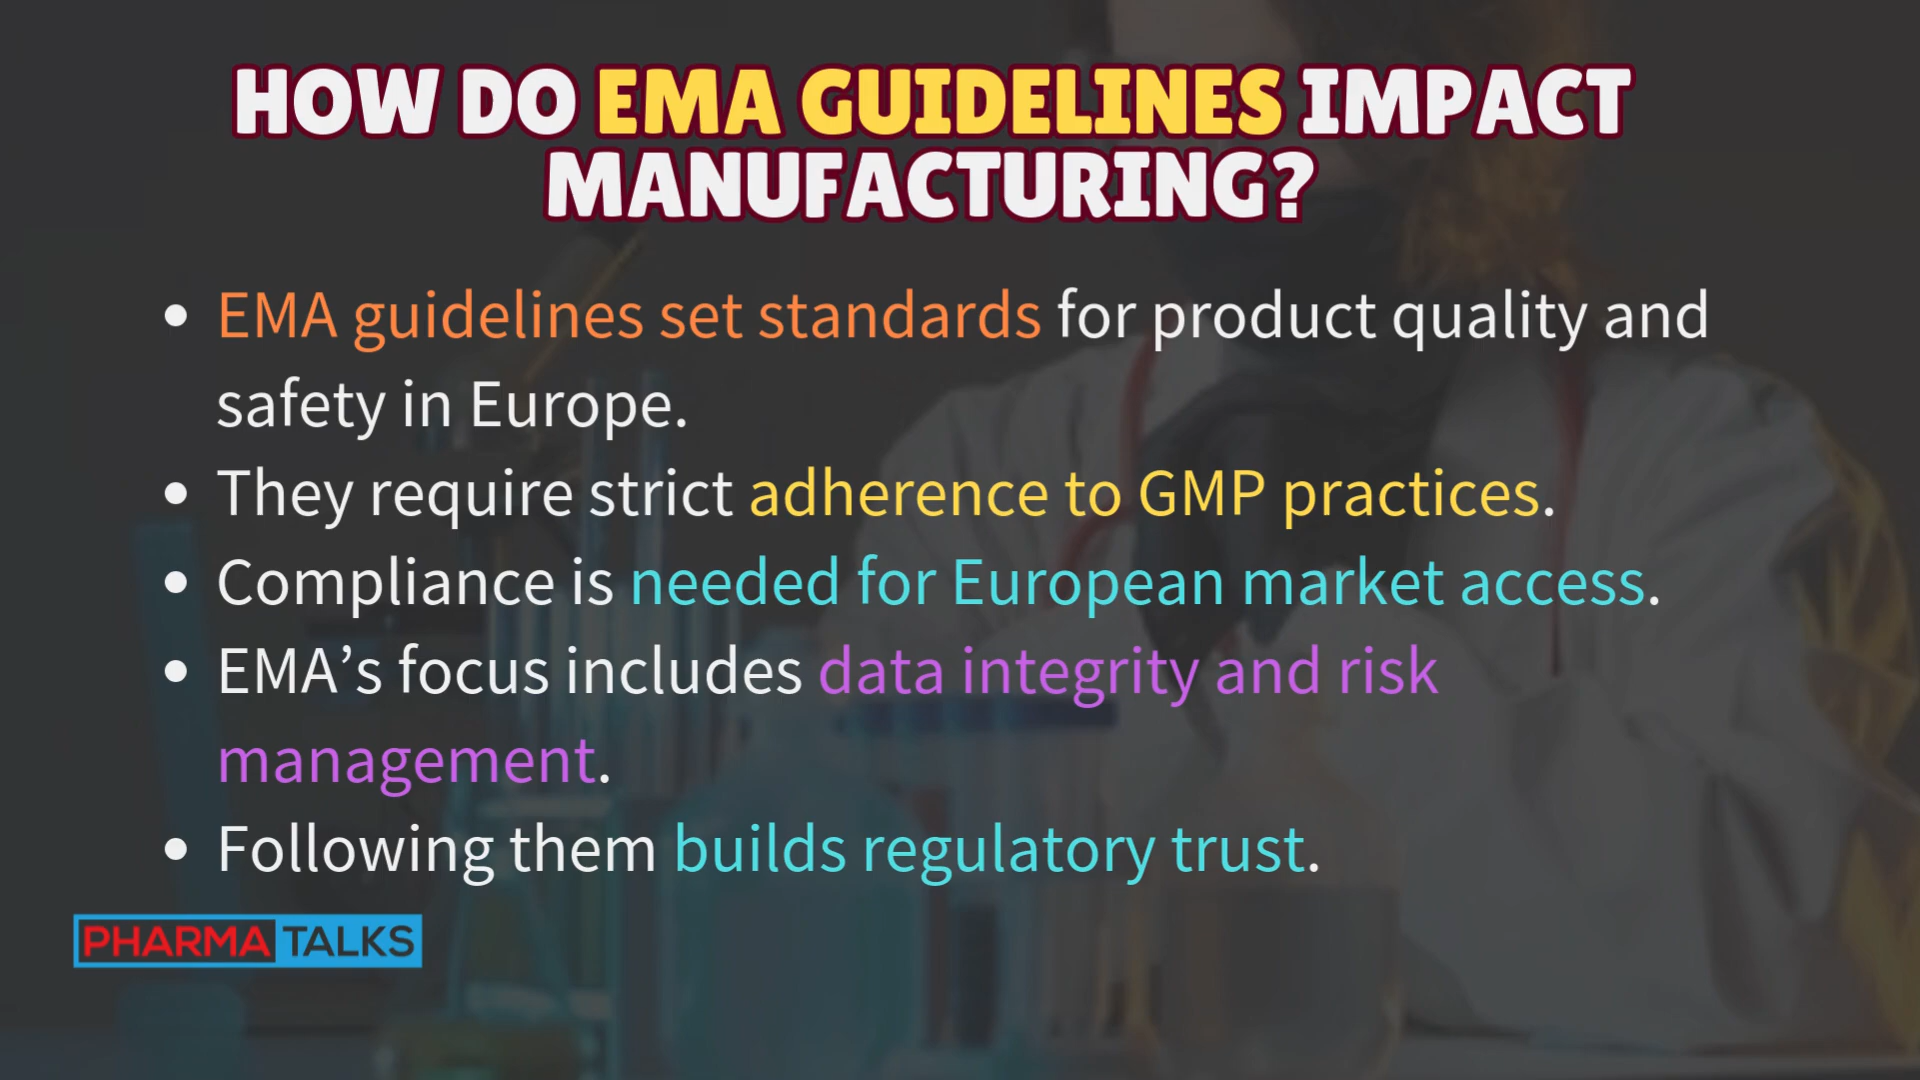 HOW DO EMA GUIDELINES IMPACT
MANUFACTURING?
• EMA guidelines set standards for product quality and
safety in Europe.
• They require strict adherence to GMP practices.
• Compliance is needed for European market access.
• EMA’s focus includes data integrity and risk
management.
• Following them builds regulatory trust.
PHARMA TALKS